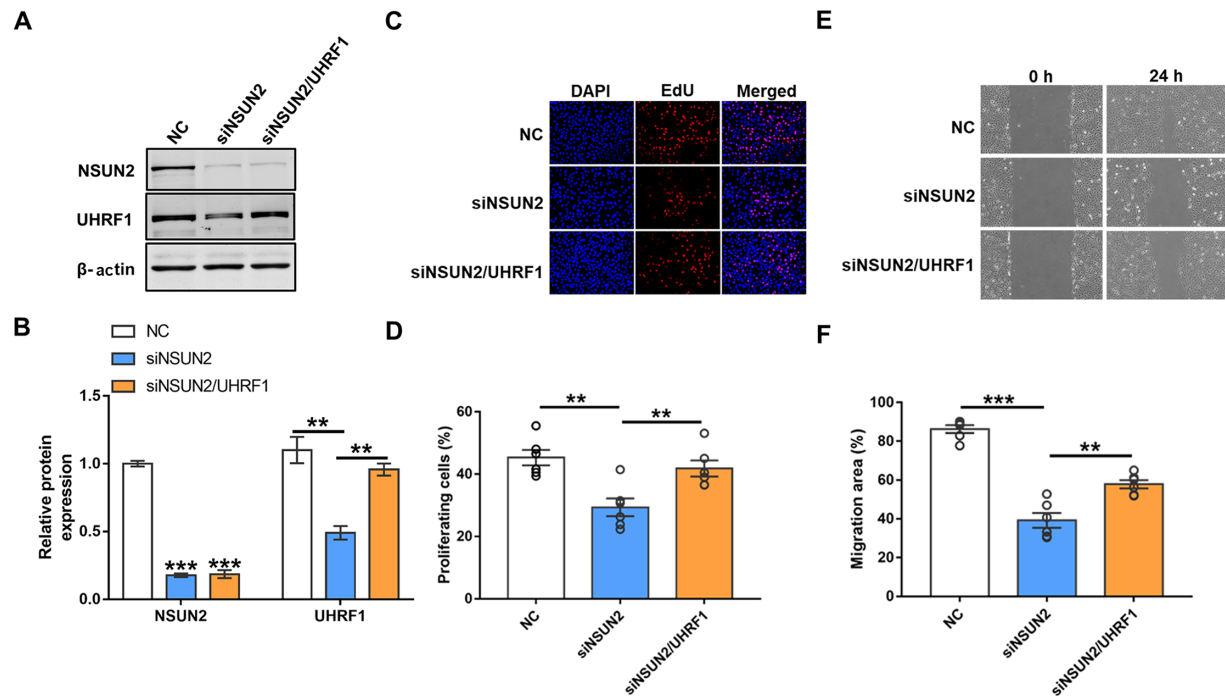 A
NC
siNSUN2
siNSUN2/UHRF1
NSUN2
UHRF1
β-actin
B
NC
siNSUN2
siNSUN2/UHRF1
Relative protein
expression
1.5
1.0
0.5
0.0
***
***
**
**
NSUN2
UHRF1
C
DAPI
EdU
Merged
NC
siNSUN2
siNSUN2/UHRF1
D
Proliferating cells (%)
60
40
20
0
**
**
NC
siNSUN2
siNSUN2/UHRF1
E
0 h
24 h
NC
siNSUN2
siNSUN2/UHRF1
F
Migration area (%)
100
80
60
40
20
0
***
**
NC
siNSUN2
siNSUN2/UHRF1